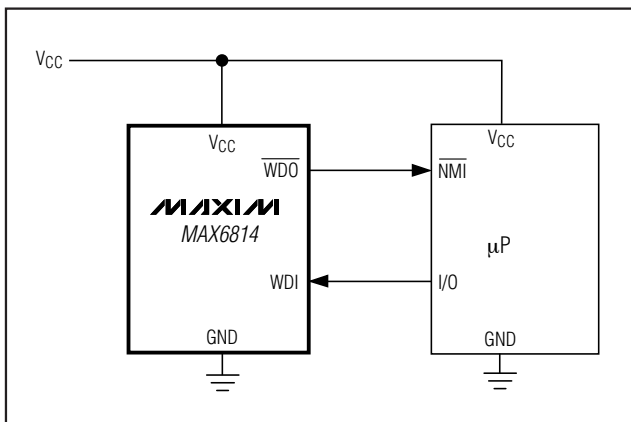 VCC
VCC
WDO
MAXIM
MAX6814
WDI
GND
VCC
NMI
µP
I/O
GND